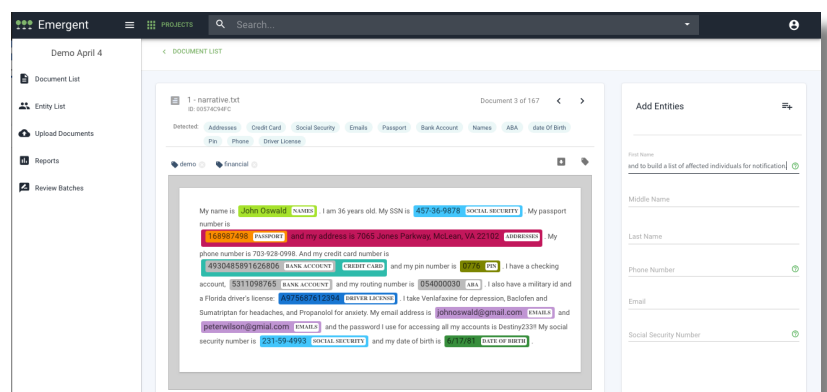 Emergent
PROJECTS
Search...
Demo April 4
DOCUMENT LIST
Document List
Entity List
Upload Documents
Reports
Review Batches
1 - narrative.txt
ID: 00574C94FC
Document 3 of 167
Detected: Addresses Credit Card Social Security Emails Passport Bank Account Names ABA date Of Birth
Pin Phone Driver License
demo financial
My name is John Oswald NAMES . I am 36 years old. My SSN is 457-36-9878 SOCIAL SECURITY . My passport
number is
168987498 PASSPORT and my address is 7065 Jones Parkway, McLean, VA 22102 ADDRESSES . My
phone number is 703-928-0998. And my credit card number is
4930485891626806 BANK ACCOUNT CREDIT CARD and my pin number is 0776 PIN . I have a checking
account, 5311098765 BANK ACCOUNT and my routing number is 054000030 ABA . I also have a military id and
a Florida driver's license: A975687612394 DRIVER LICENSE . I take Venlafaxine for depression, Baclofen and
Sumatriptan for headaches, and Propanolol for anxiety. My email address is johnoswald@gmail.com EMAILS and
peterwilson@gmial.com EMAILS and the password I use for accessing all my accounts is Destiny233!! My social
security number is 231-59-4993 SOCIAL SECURITY and my date of birth is 6/17/81 DATE OF BIRTH .
Add Entities
First Name
and to build a list of affected individuals for notification
Middle Name
Last Name
Phone Number
Email
Social Security Number